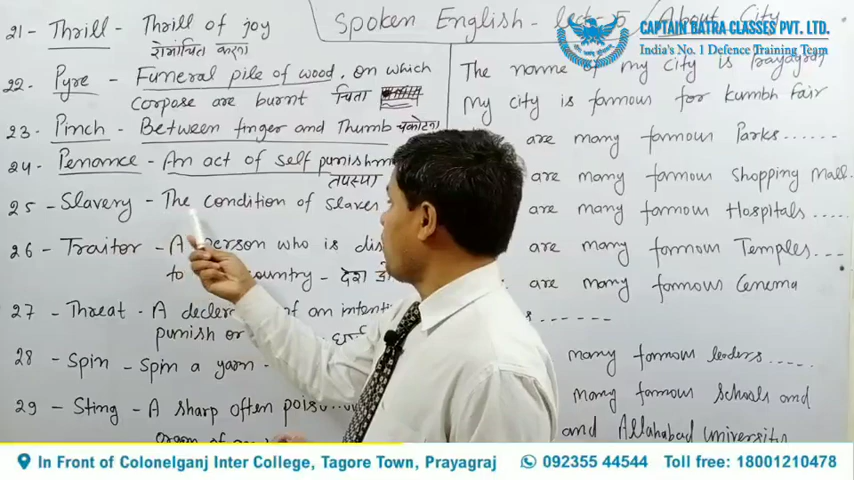 Spoken English - lect- 5 / About City
CAPTAIN BATRA CLASSES PVT. LTD.
India's No. 1 Defence Training Team
21 - Thrill - Thrill of joy
रोमांचित करना
22. Pyre - Funeral pile of wood, on which
corpose are burnt चिता
23. Pinch - Between finger and Thumb चकोटना
24. Penance - An act of self punishm
तपस्या
25 - Slavery - The condition of slaver
26 - Traitor - A person who is dis
to country - देश
27 - Threat - A decler of an intenti
punish or
28 - Spin - Spin a yarn -
29 - Sting - A sharp often poiso
The name of my city is Prayagraj
My city is famous for Kumbh Fair
are many famous Parks......
are many famous Shopping Mall..
are many famous Hospitals ....
are many famous Temples...
are many famous Cenema
s.- ------
many famous leaders.....
many famous schools and
and Allahabad university
In Front of Colonelganj Inter College, Tagore Town, Prayagraj 092355 44544 Toll free: 18001210478